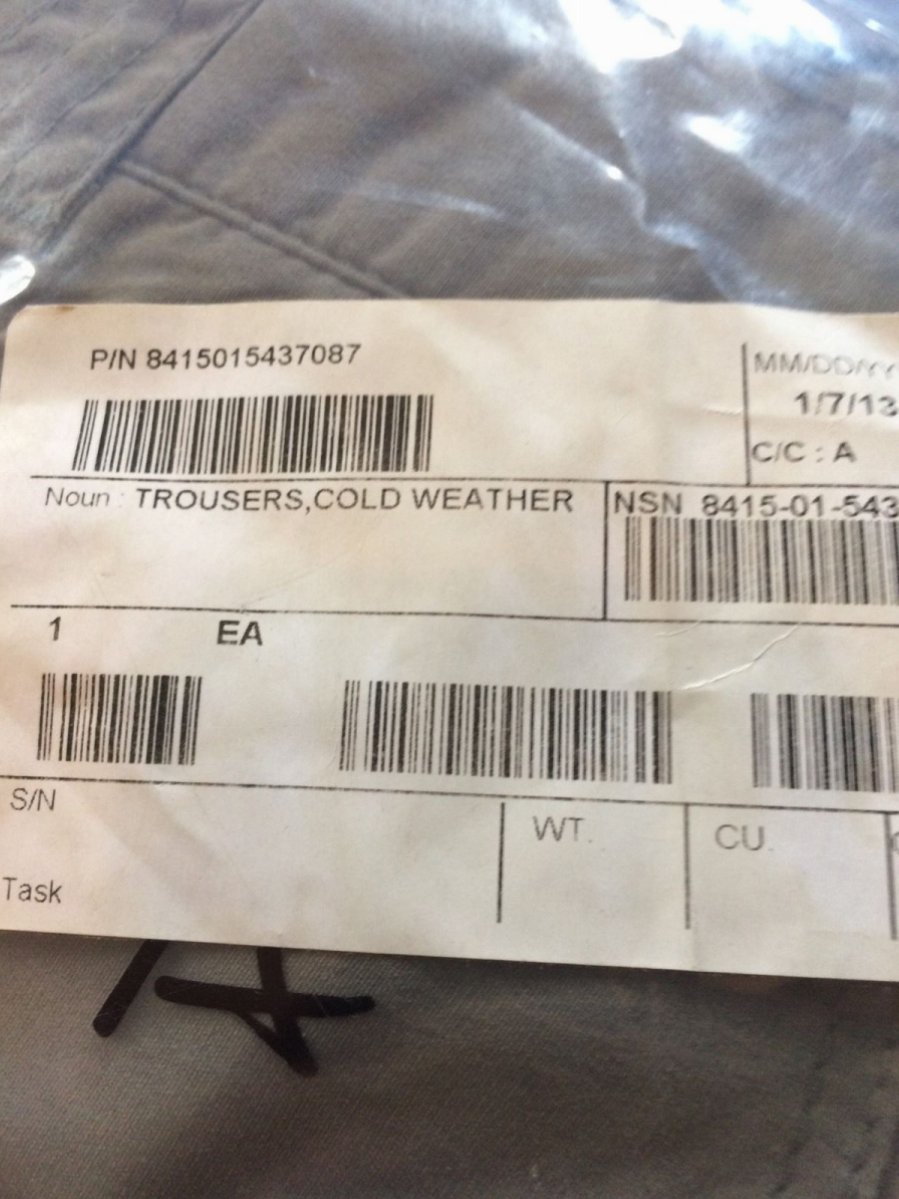 P/N 8415015437087
MM/DD/YY
1/7/13
C/C : A
Noun : TROUSERS,COLD WEATHER
NSN 8415-01-543
1 EA
S/N
WT.
CU.
Task
A